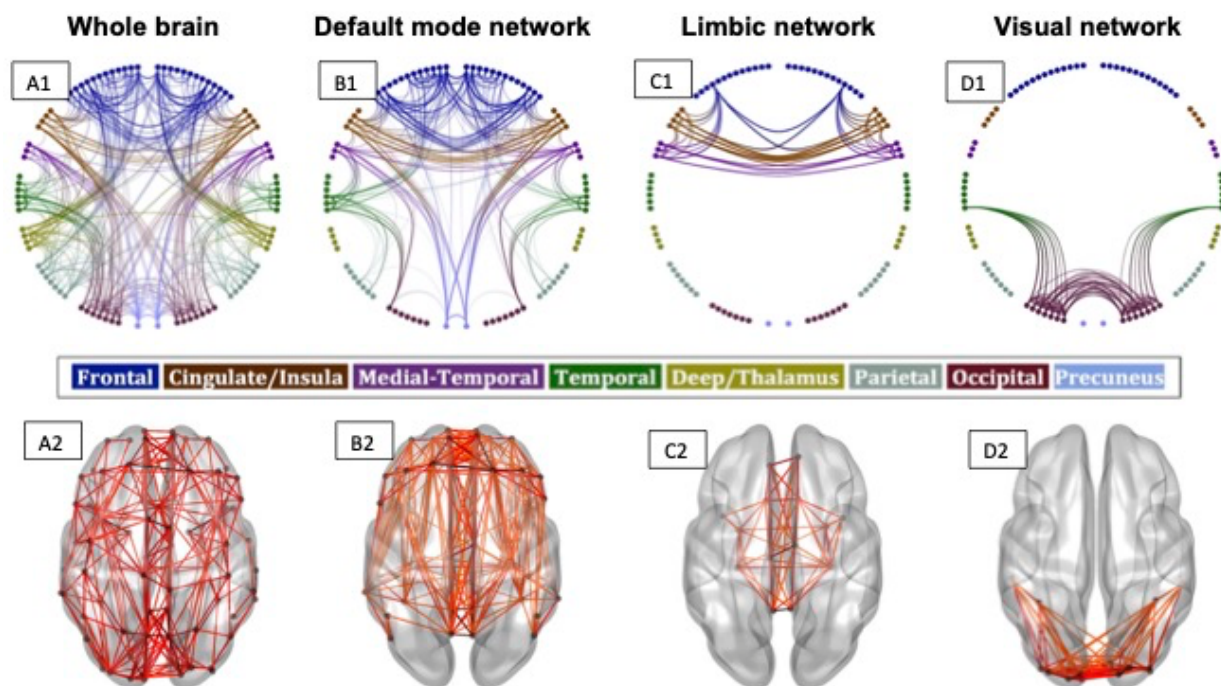 Whole brain Default mode network Limbic network Visual network
A1 B1 C1 D1
Frontal Cingulate/Insula Medial-Temporal Temporal Deep/Thalamus Parietal Occipital Precuneus
A2 B2 C2 D2